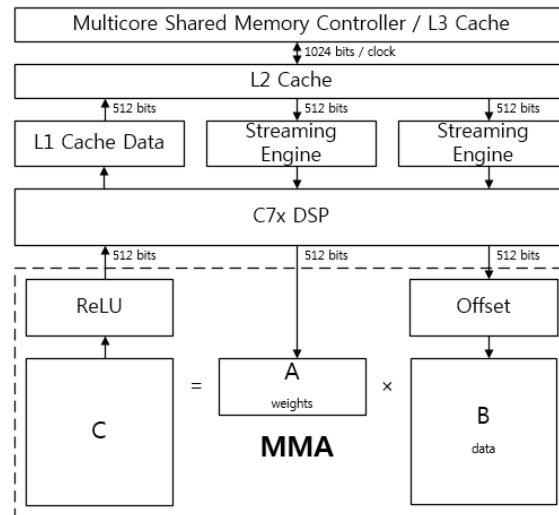 Multicore Shared Memory Controller / L3 Cache
1024 bits / clock
L2 Cache
512 bits
512 bits
512 bits
L1 Cache Data
Streaming
Engine
Streaming
Engine
C7x DSP
512 bits
512 bits
512 bits
ReLU
Offset
C
=
A
weights
×
B
data
MMA